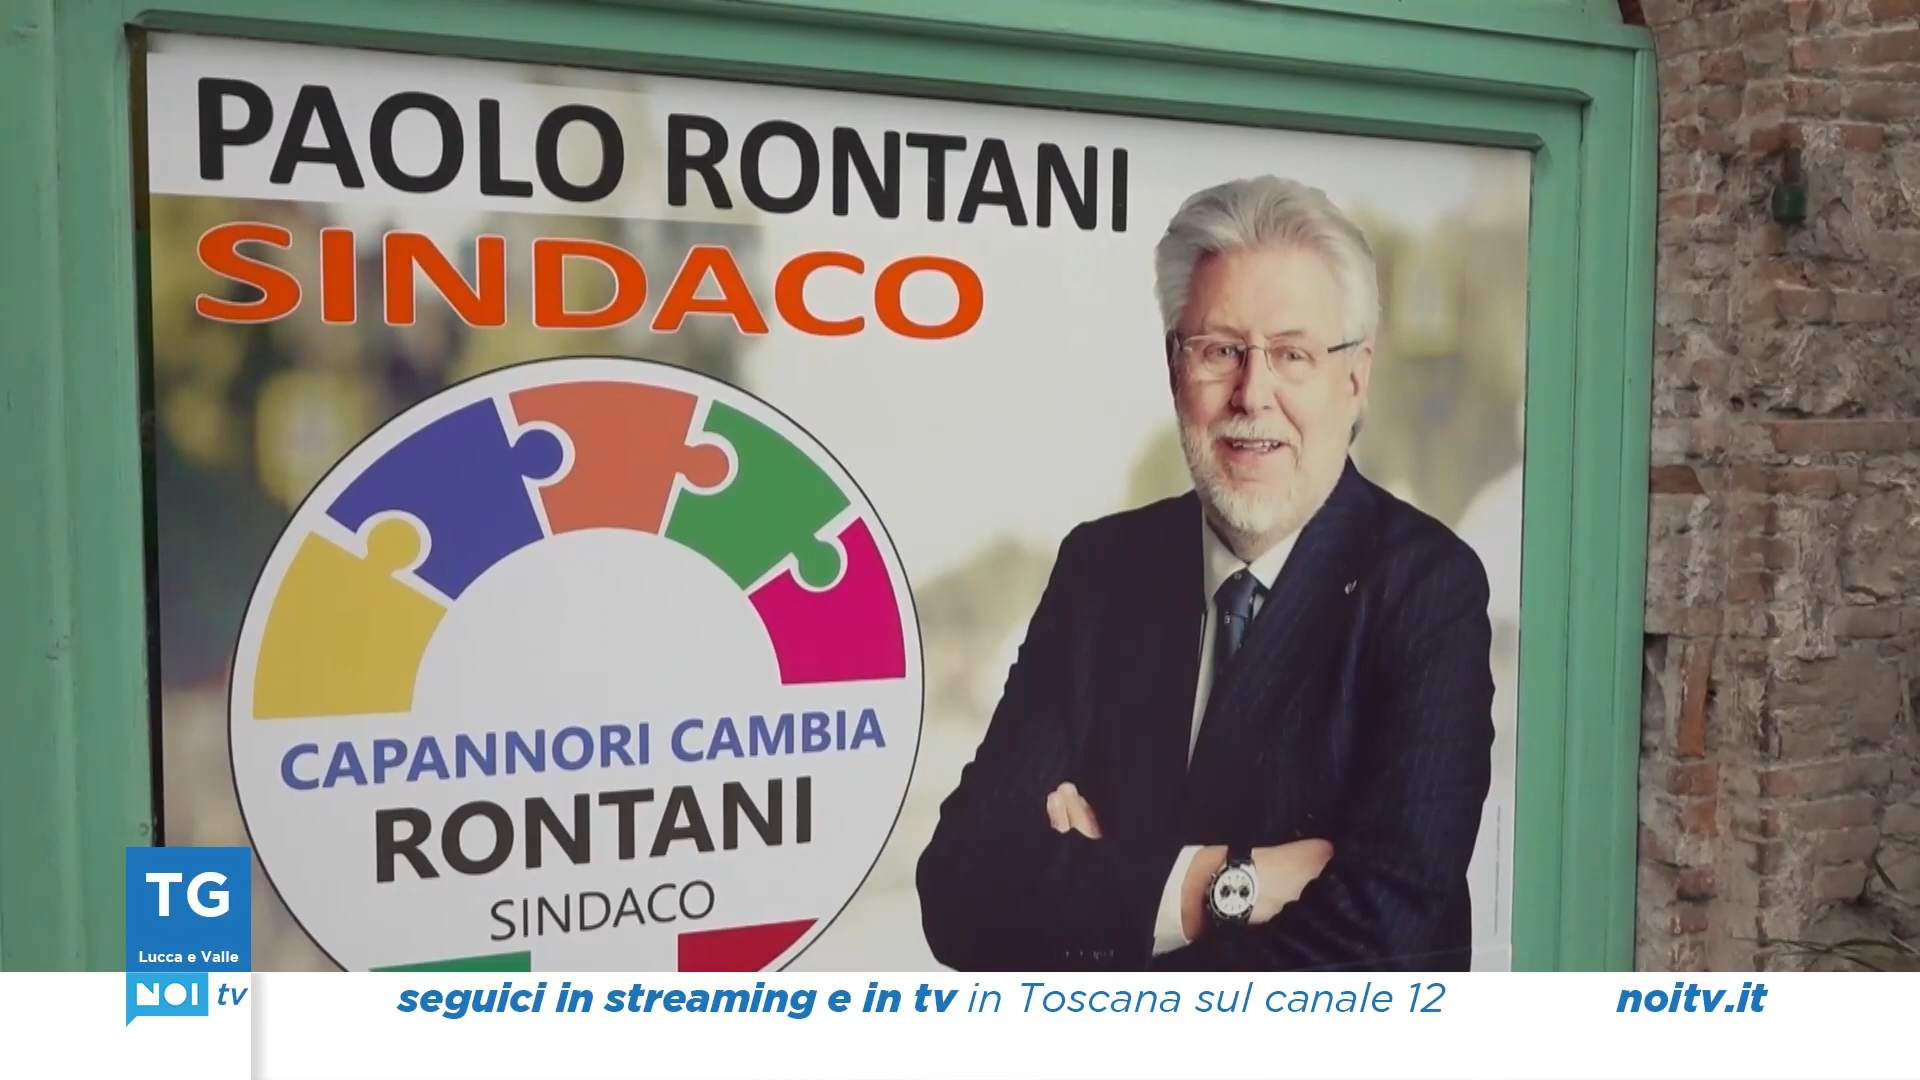 PAOLO RONTANI
SINDACO
CAPANNORI CAMBIA
RONTANI
SINDACO
TG
Lucca e Valle
NOI tv
seguici in streaming e in tv in Toscana sul canale 12
noitv.it